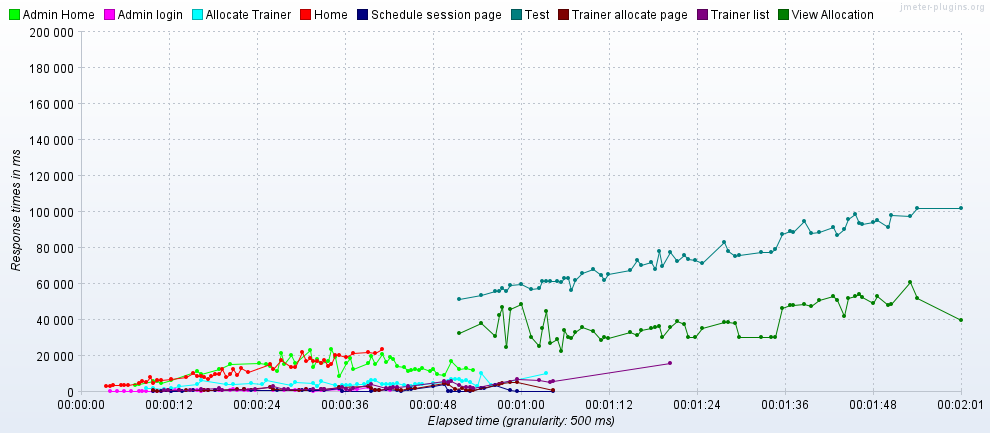 jmeter-plugins.org
Admin Home Admin login Allocate Trainer Home Schedule session page Test Trainer allocate page Trainer list View Allocation
200 000
180 000
160 000
140 000
120 000
100 000
80 000
60 000
40 000
20 000
0
Response times in ms
00:00:00 00:00:12 00:00:24 00:00:36 00:00:48 00:01:00 00:01:12 00:01:24 00:01:36 00:01:48 00:02:01
Elapsed time (granularity: 500 ms)